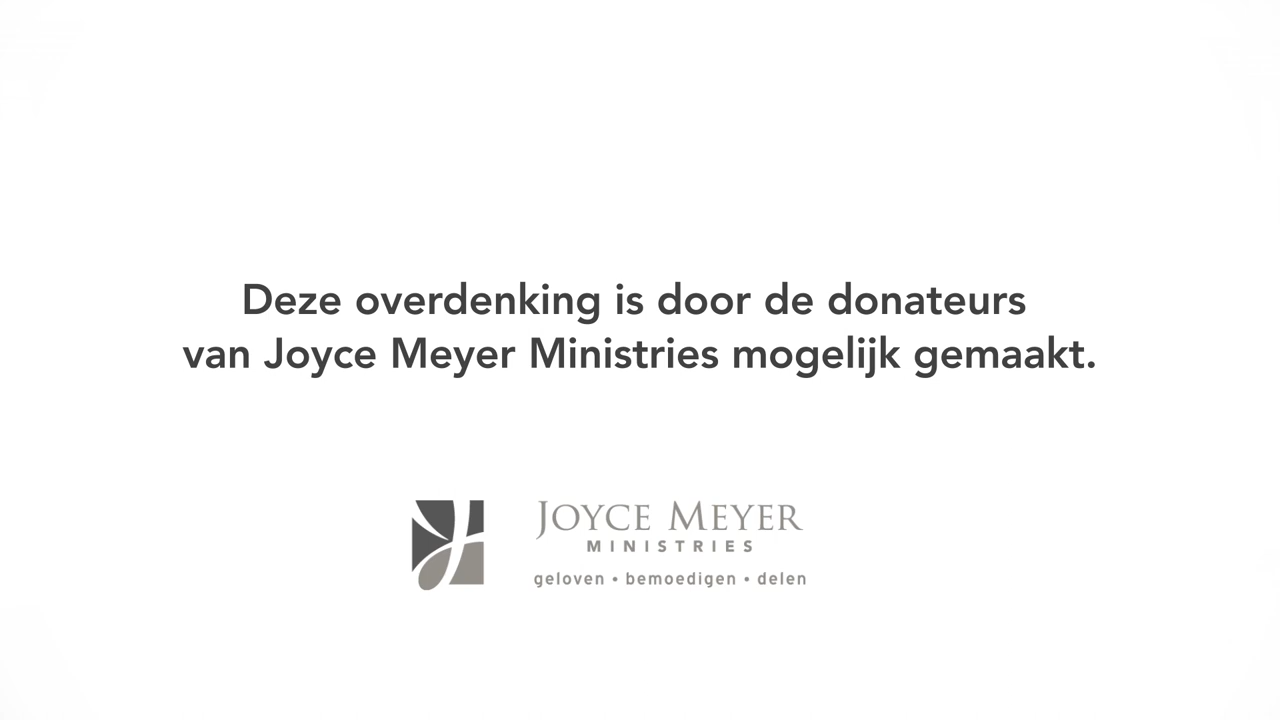 Deze overdenking is door de donateurs
van Joyce Meyer Ministries mogelijk gemaakt.
JOYCE MEYER
MINISTRIES
geloven • bemoedigen • delen